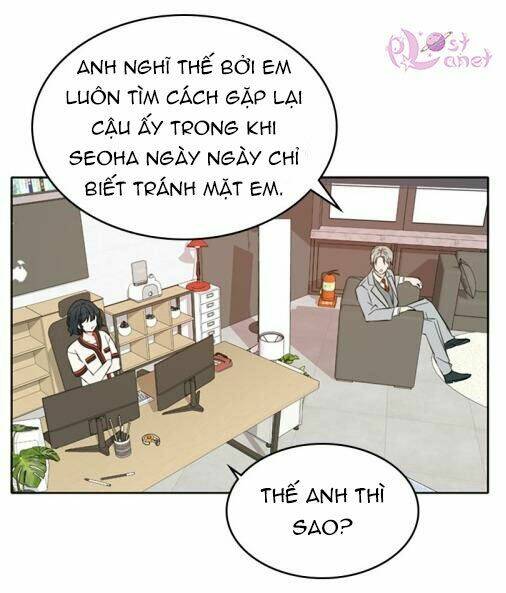 Lost
Planet
ANH NGHĨ THẾ BỞI EM
LUÔN TÌM CÁCH GẶP LẠI
CẬU ẤY TRONG KHI
SEOHA NGÀY NGÀY CHỈ
BIẾT TRÁNH MẶT EM.
THẾ ANH THÌ
SAO?